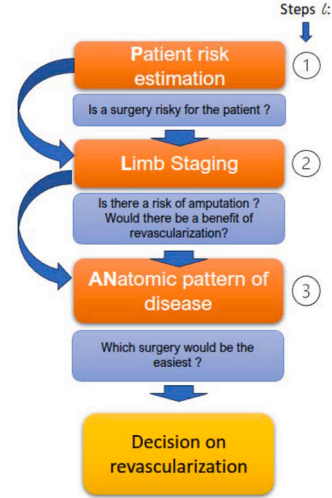 Steps ℓ:
Patient risk
estimation
1
Is a surgery risky for the patient ?
Limb Staging
2
Is there a risk of amputation ?
Would there be a benefit of
revascularization?
ANatomic pattern of
disease
3
Which surgery would be the
easiest ?
Decision on
revascularization